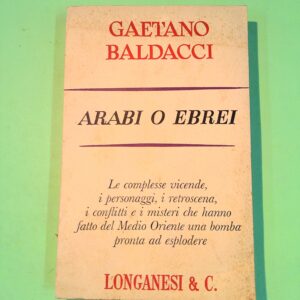 GAETANO
BALDACCI
ARABI O EBREI
Le complesse vicende,
i personaggi, i retroscena,
i conflitti e i misteri che hanno
fatto del Medio Oriente una bomba
pronta ad esplodere
LONGANESI & C.